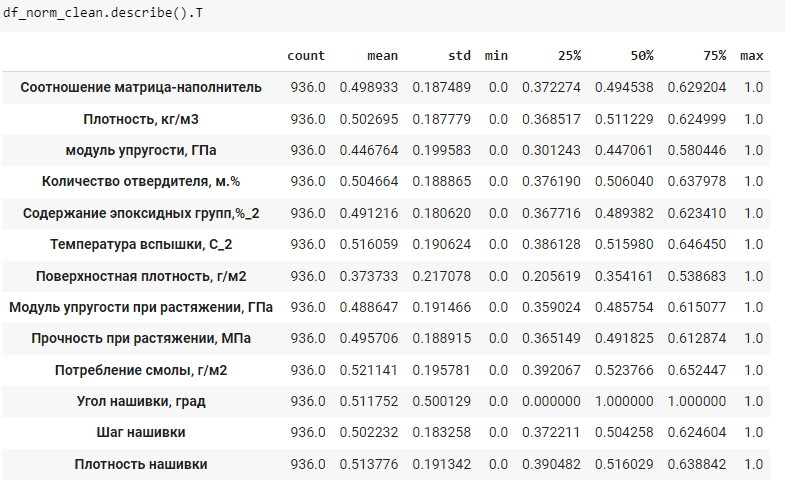 df_norm_clean.describe().T
count mean std min 25% 50% 75% max
Соотношение матрица-наполнитель 936.0 0.498933 0.187489 0.0 0.372274 0.494538 0.629204 1.0
Плотность, кг/м3 936.0 0.502695 0.187779 0.0 0.368517 0.511229 0.624999 1.0
модуль упругости, ГПа 936.0 0.446764 0.199583 0.0 0.301243 0.447061 0.580446 1.0
Количество отвердителя, м.% 936.0 0.504664 0.188865 0.0 0.376190 0.506040 0.637978 1.0
Содержание эпоксидных групп,%_2 936.0 0.491216 0.180620 0.0 0.367716 0.489382 0.623410 1.0
Температура вспышки, С_2 936.0 0.516059 0.190624 0.0 0.386128 0.515980 0.646450 1.0
Поверхностная плотность, г/м2 936.0 0.373733 0.217078 0.0 0.205619 0.354161 0.538683 1.0
Модуль упругости при растяжении, ГПа 936.0 0.488647 0.191466 0.0 0.359024 0.485754 0.615077 1.0
Прочность при растяжении, МПа 936.0 0.495706 0.188915 0.0 0.365149 0.491825 0.612874 1.0
Потребление смолы, г/м2 936.0 0.521141 0.195781 0.0 0.392067 0.523766 0.652447 1.0
Угол нашивки, град 936.0 0.511752 0.500129 0.0 0.000000 1.000000 1.000000 1.0
Шаг нашивки 936.0 0.502232 0.183258 0.0 0.372211 0.504258 0.624604 1.0
Плотность нашивки 936.0 0.513776 0.191342 0.0 0.390482 0.516029 0.638842 1.0